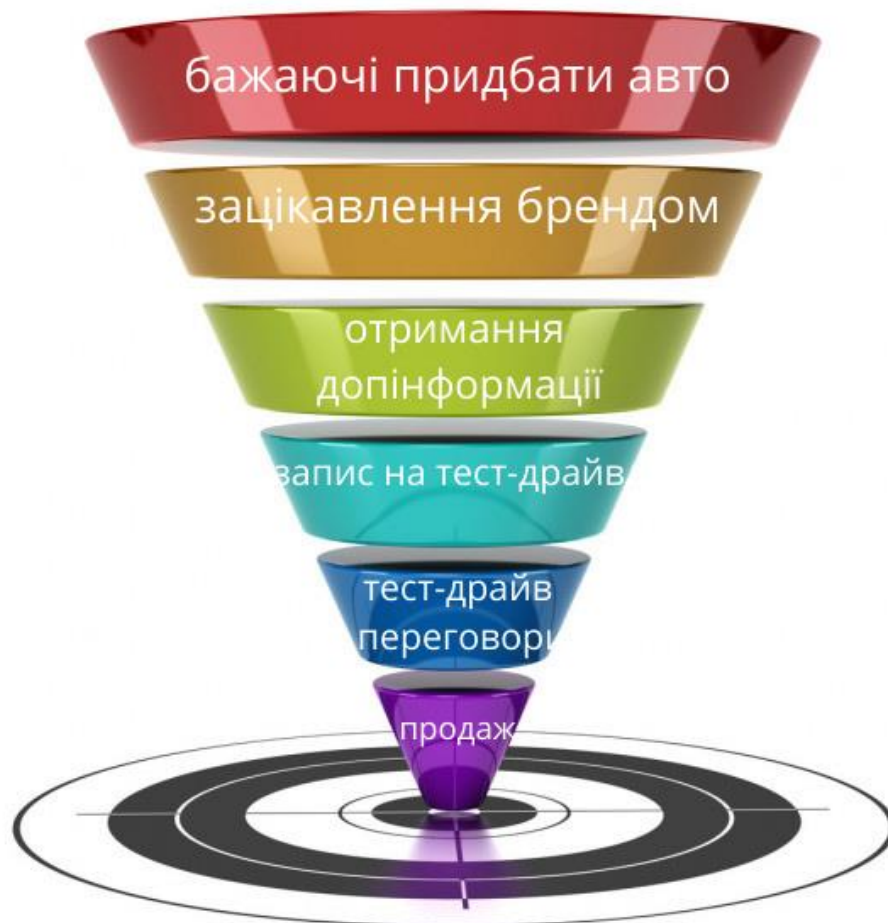 бажаючі придбати авто
зацікавлення брендом
отримання
допінформації
запис на тест-драйв
тест-драйв
переговори
продаж